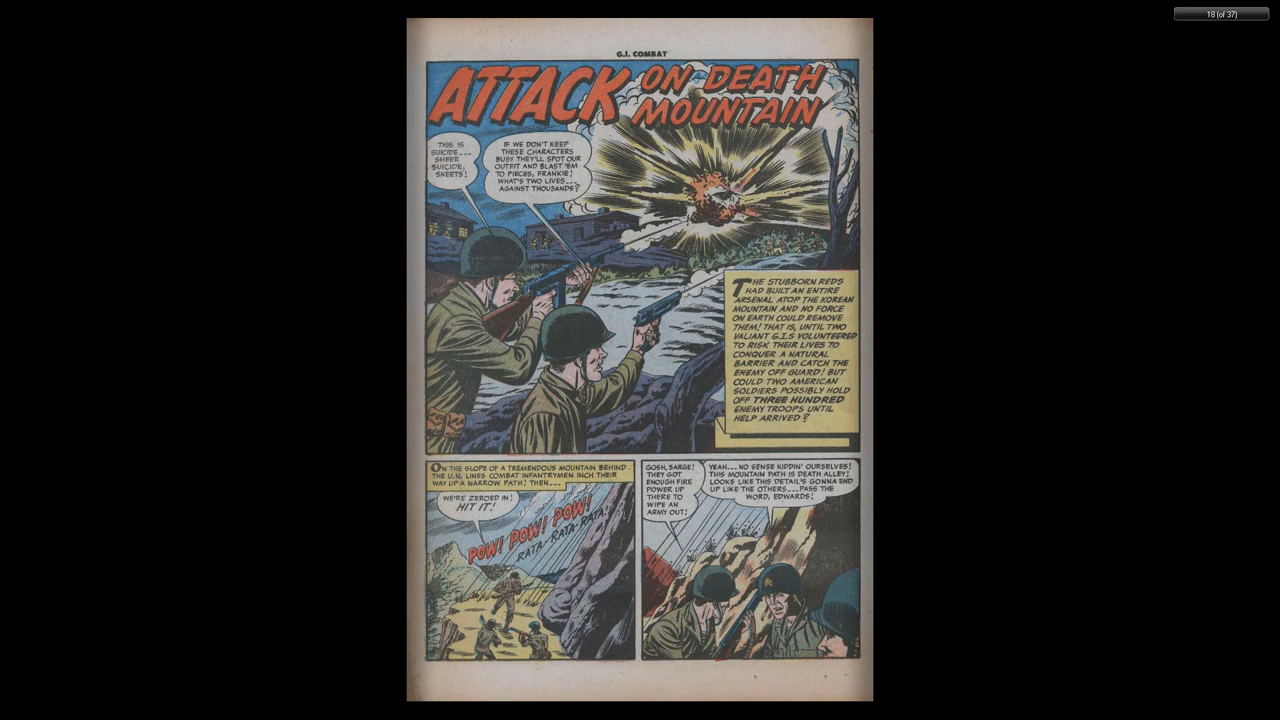 18 (of 37)
G.I. COMBAT
ATTACK ON DEATH
MOUNTAIN
THIS IS
SUICIDE---
SHEER
SUICIDE,
SKEETS!
IF WE DON'T KEEP
THESE CHARACTERS
BUSY THEY'LL SPOT OUR
OUTFIT AND BLAST 'EM
TO PIECES, FRANKIE!
WHAT'S TWO LIVES---
AGAINST THOUSANDS?
THE STUBBORN REDS
HAD BUILT AN ENTIRE
ARSENAL ATOP THE KOREAN
MOUNTAIN AND NO FORCE
ON EARTH COULD REMOVE
THEM! THAT IS, UNTIL TWO
VALIANT G.I.S VOLUNTEERED
TO RISK THEIR LIVES TO
CONQUER A NATURAL
BARRIER AND CATCH THE
ENEMY OFF GUARD! BUT
COULD TWO AMERICAN
SOLDIERS POSSIBLY HOLD
OFF THREE HUNDRED
ENEMY TROOPS UNTIL
HELP ARRIVED?
ON THE SLOPE OF A TREMENDOUS MOUNTAIN BEHIND
THE U.N. LINES COMBAT INFANTRYMEN INCH THEIR
WAY UP A NARROW PATH! THEN---
WE'RE ZEROED IN!
HIT IT!
POW! POW! POW!
RATA-RATA-RATA!
GOSH, SARGE!
THEY GOT
ENOUGH FIRE
POWER UP
THERE TO
WIPE AN
ARMY OUT!
YEAH---NO SENSE KIDDIN' OURSELVES!
THIS MOUNTAIN PATH IS DEATH ALLEY!
LOOKS LIKE THIS DETAIL'S GONNA END
UP LIKE THE OTHERS---PASS THE
WORD, EDWARDS!